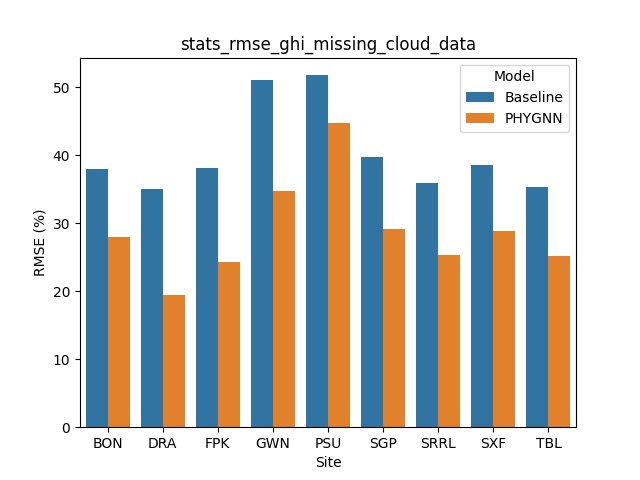 stats_rmse_ghi_missing_cloud_data
Model
Baseline
PHYGNN
RMSE (%)
50
40
30
20
10
0
BON DRA FPK GWN PSU SGP SRRL SXF TBL
Site